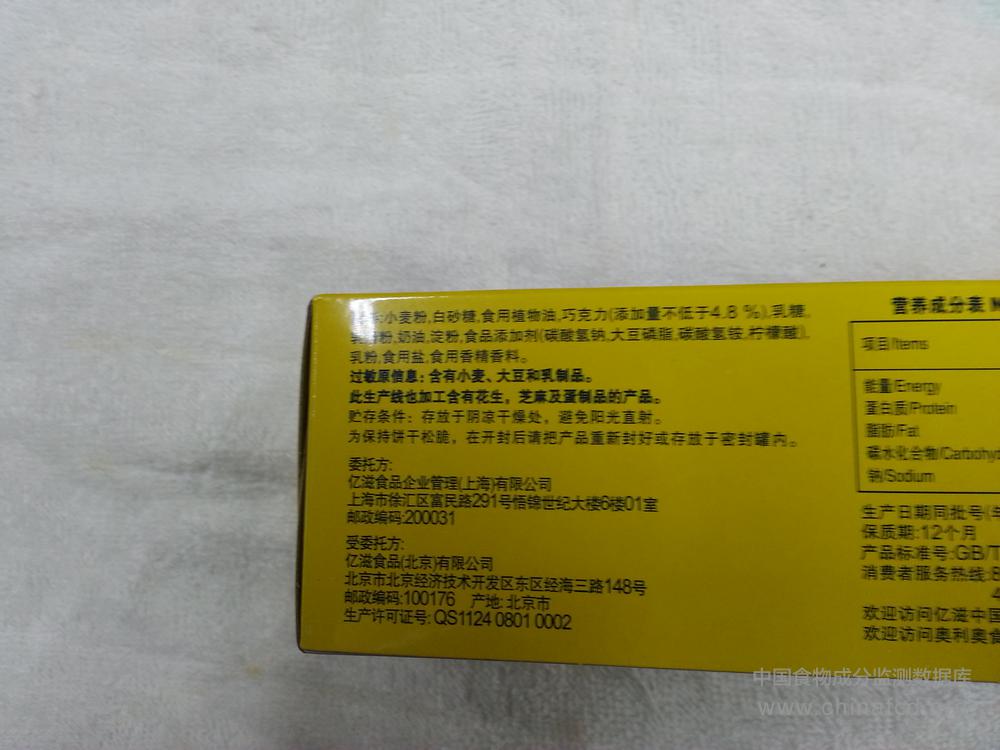 小麦粉,白砂糖,食用植物油,巧克力(添加量不低于4.8 %),乳糖,
粉,奶油,淀粉,食品添加剂(碳酸氢钠,大豆磷脂,碳酸氢铵,柠檬酸),
乳粉,食用盐,食用香精香料。
过敏原信息：含有小麦、大豆和乳制品。
此生产线也加工含有花生，芝麻及蛋制品的产品。
贮存条件：存放于阴凉干燥处，避免阳光直射。
为保持饼干松脆，在开封后请把产品重新封好或存放于密封罐内。
委托方:
亿滋食品企业管理(上海)有限公司
上海市徐汇区富民路291号悟锦世纪大楼6楼01室
邮政编码:200031
受委托方:
亿滋食品(北京)有限公司
北京市北京经济技术开发区东区经海三路148号
邮政编码:100176 产地: 北京市
生产许可证号: QS1124 0801 0002
营养成分表 N
项目/Items
能量/Energy
蛋白质/Protein
脂肪/Fat
碳水化合物/Carbohyd
钠/Sodium
生产日期同批号(年
保质期:12个月
产品标准号:GB/T
消费者服务热线:8
4
欢迎访问亿滋中国
欢迎访问奥利奥食
中国食物成分监测数据库
www.chinafcd.